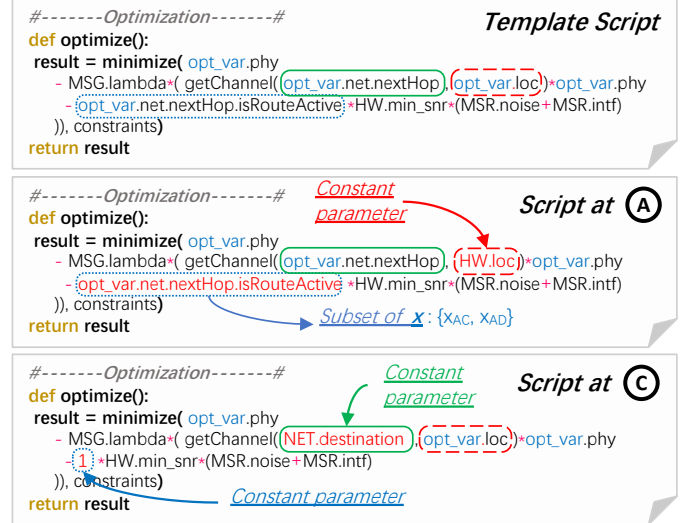 #-------Optimization-------#
Template Script
def optimize():
result = minimize( opt_var.phy
- MSG.lambda*( getChannel( opt_var.net.nextHop , opt_var.loc )*opt_var.phy
- opt_var.net.nextHop.isRouteActive *HW.min_snr*(MSR.noise+MSR.intf)
)), constraints)
return result
#-------Optimization-------#
Constant
parameter
Script at A
def optimize():
result = minimize( opt_var.phy
- MSG.lambda*( getChannel( opt_var.net.nextHop , HW.loc )*opt_var.phy
- opt_var.net.nextHop.isRouteActive *HW.min_snr*(MSR.noise+MSR.intf)
)), constraints)
Subset of x : {xAC, xAD}
return result
#-------Optimization-------#
Constant
parameter
Script at C
def optimize():
result = minimize( opt_var.phy
- MSG.lambda*( getChannel( NET.destination , opt_var.loc )*opt_var.phy
- 1 *HW.min_snr*(MSR.noise+MSR.intf)
)), constraints)
Constant parameter
return result